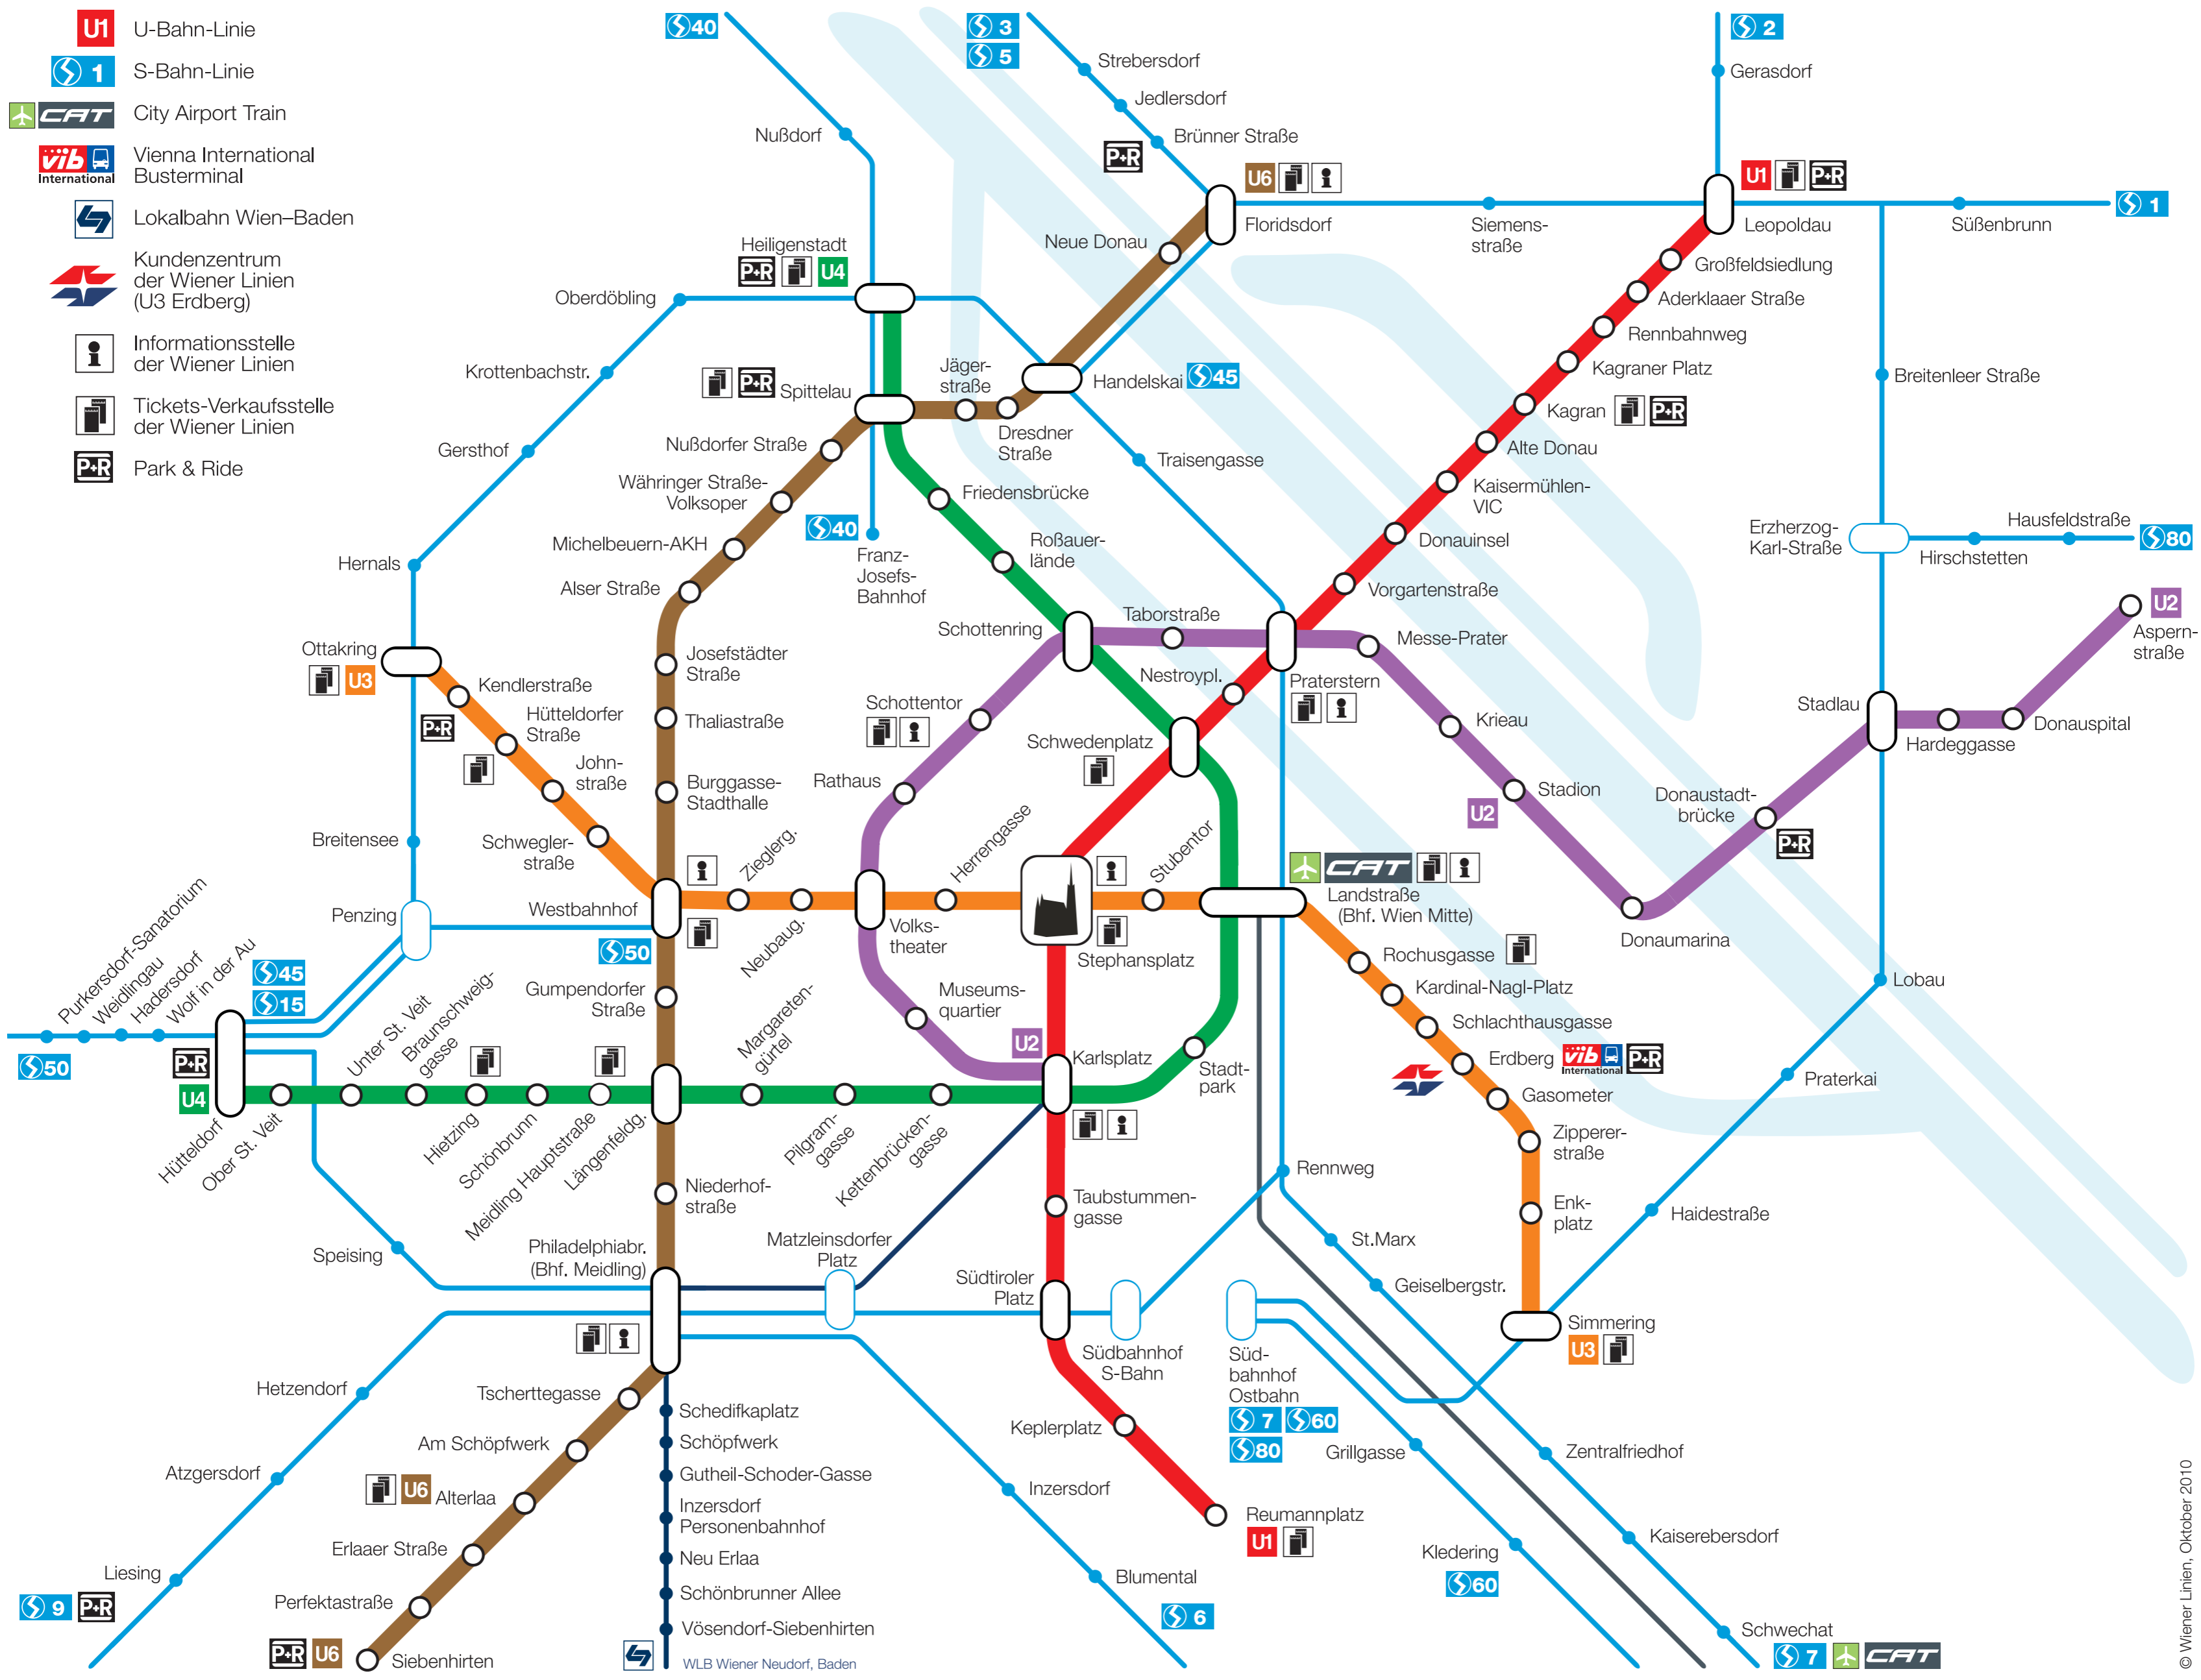 U1 U-Bahn-Linie
S 1 S-Bahn-Linie
CAT City Airport Train
vib International
Vienna International
Busterminal
Lokalbahn Wien–Baden
Kundenzentrum
der Wiener Linien
(U3 Erdberg)
i Informationsstelle
der Wiener Linien
Tickets-Verkaufsstelle
der Wiener Linien
P+R Park & Ride
S 40
S 3
S 5
S 2
Strebersdorf
Jedlersdorf
Brünner Straße
P+R
Gerasdorf
Nußdorf
U6 i
Floridsdorf
Siemens-
straße
U1 P+R
Leopoldau
Süßenbrunn
S 1
Neue Donau
Großfeldsiedlung
Aderklaaer Straße
Rennbahnweg
Kagraner Platz
Kagran P+R
Alte Donau
Kaisermühlen-
VIC
Donauinsel
Vorgartenstraße
Breitenleer Straße
Heiligenstadt
P+R U4
Oberdöbling
Krottenbachstr.
Gersthof
Hernals
P+R Spittelau
Jäger-
straße
Dresdner
Straße
Handelskai S 45
Traisengasse
Nußdorfer Straße
Währinger Straße-
Volksoper
Michelbeuern-AKH
Alser Straße
S 40
Franz-
Josefs-
Bahnhof
Friedensbrücke
Roßauer-
lände
Erzherzog-
Karl-Straße
Hausfeldstraße
Hirschstetten
S 80
U2
Aspern-
straße
Ottakring
U3
Kendlerstraße
P+R
Hütteldorfer
Straße
John-
straße
Schwegler-
straße
Josefstädter
Straße
Thaliastraße
Burggasse-
Stadthalle
Schottenring
Taborstraße
Messe-Prater
Nestroypl.
Praterstern
i
Schottentor
i
Schwedenplatz
Rathaus
Krieau
Stadion
U2
Donaustadt-
brücke
P+R
Stadlau
Hardeggasse
Donauspital
Donaumarina
Breitensee
Penzing
Westbahnhof
S 50
i
Zieglerg.
Neubaug.
Volks-
theater
Herrengasse
i
Stephansplatz
Stubentor
CAT i
Landstraße
(Bhf. Wien Mitte)
Rochusgasse
Kardinal-Nagl-Platz
Schlachthausgasse
Erdberg vib International P+R
Gasometer
Zipperer-
straße
Enk-
platz
Lobau
Praterkai
Haidestraße
Purkersdorf-Sanatorium
Weidlingau
Hadersdorf
Wolf in der Au
S 45
S 15
S 50
P+R
U4
Hütteldorf
Ober St. Veit
Unter St. Veit
Braunschweig-
gasse
Hietzing
Schönbrunn
Meidling Hauptstraße
Längenfeldg.
Gumpendorfer
Straße
Margareten-
gürtel
Pilgram-
gasse
Kettenbrücken-
gasse
Museums-
quartier
U2
Karlsplatz
i
Stadt-
park
Niederhof-
straße
Taubstummen-
gasse
Rennweg
Speising
Philadelphiabr.
(Bhf. Meidling)
i
Matzleinsdorfer
Platz
Südtiroler
Platz
St.Marx
Geiselbergstr.
Simmering
U3
Südbahnhof
S-Bahn
Süd-
bahnhof
Ostbahn
S 7 S 60
S 80
Hetzendorf
Atzgersdorf
Liesing
S 9 P+R
Tscherttegasse
Am Schöpfwerk
U6 Alterlaa
Erlaaer Straße
Perfektastraße
P+R U6
Siebenhirten
Schedifkaplatz
Schöpfwerk
Gutheil-Schoder-Gasse
Inzersdorf
Personenbahnhof
Neu Erlaa
Schönbrunner Allee
Vösendorf-Siebenhirten
WLB Wiener Neudorf, Baden
Keplerplatz
Reumannplatz
U1
Inzersdorf
Blumental
S 6
Grillgasse
Kledering
S 60
Zentralfriedhof
Kaiserebersdorf
Schwechat
S 7 CAT
© Wiener Linien, Oktober 2010